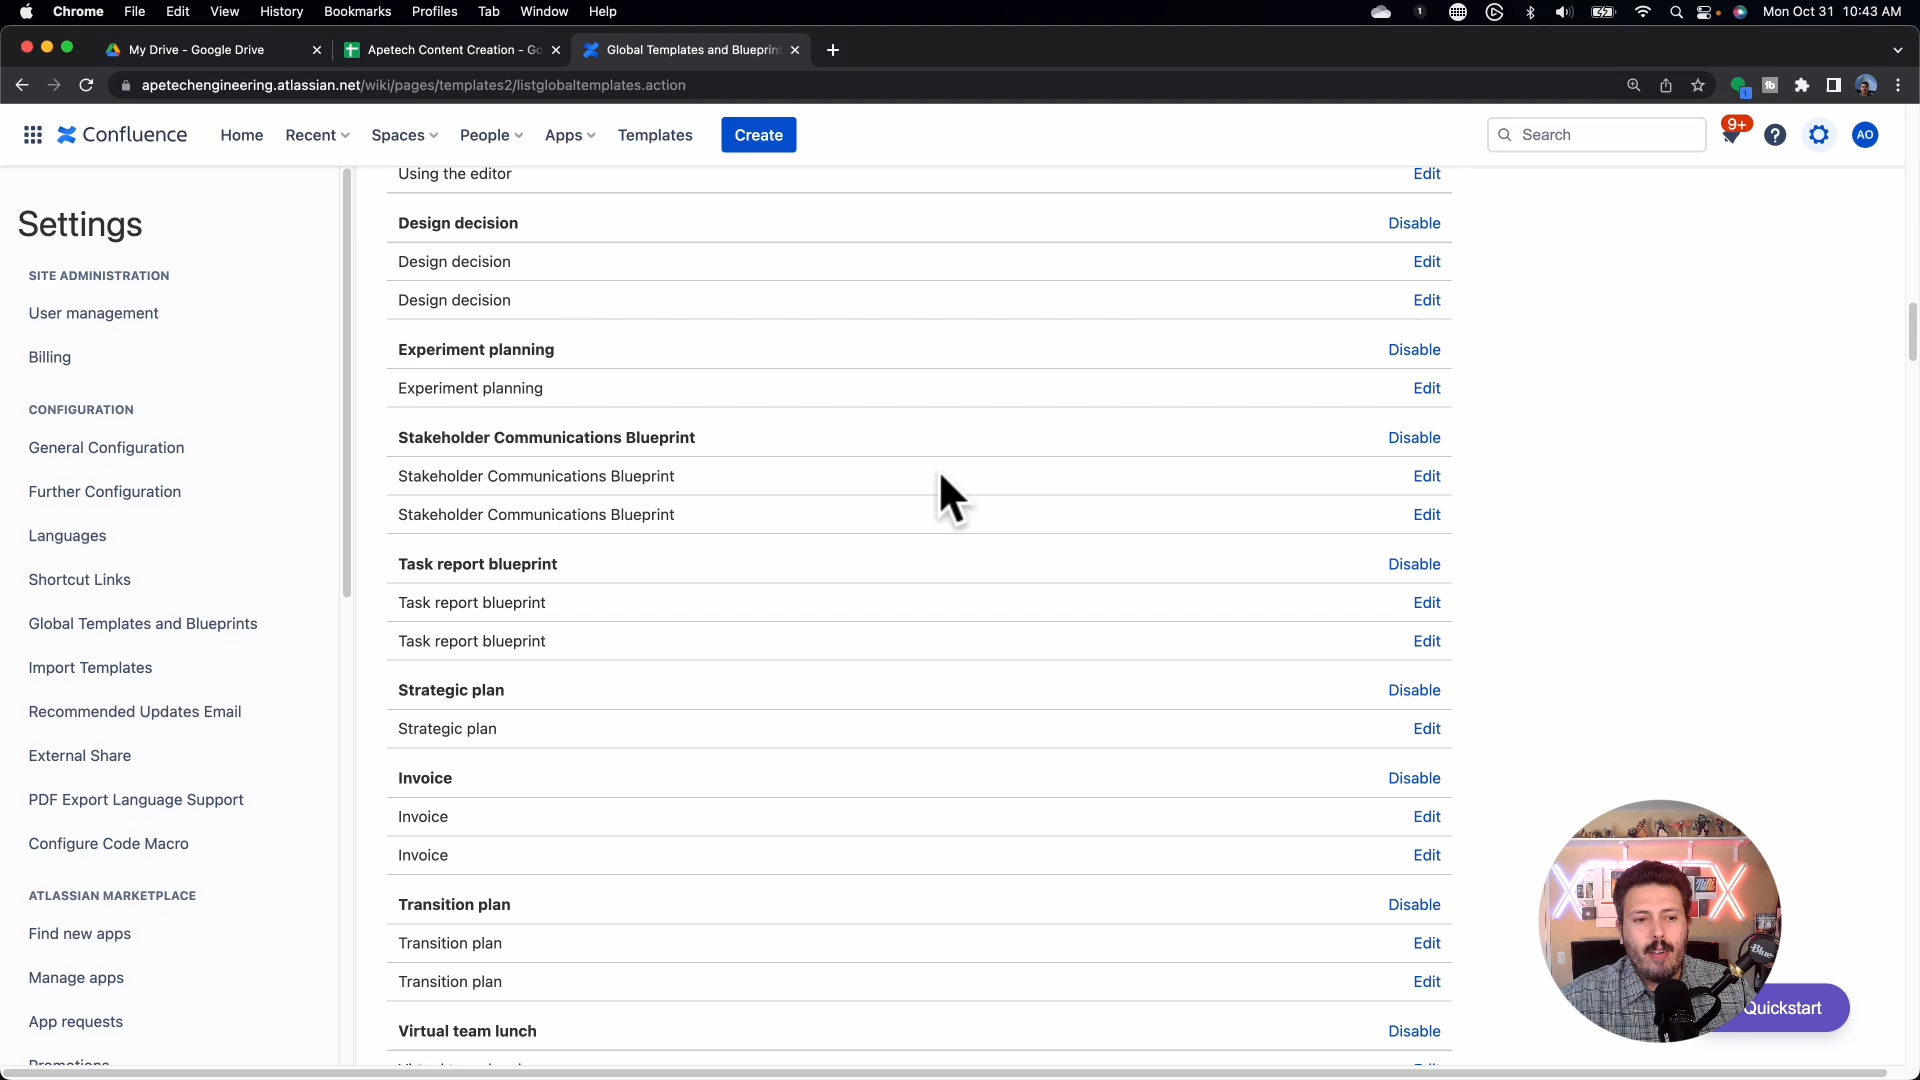 Chrome File Edit View History Bookmarks Profiles Tab Window Help 1 Mon Oct 31 10:43 AM
My Drive - Google Drive Apetech Content Creation - Go Global Templates and Blueprin
apetechengineering.atlassian.net/wiki/pages/templates2/listglobaltemplates.action
Confluence Home Recent Spaces People Apps Templates Create Search 9+ AO
Settings
SITE ADMINISTRATION
User management
Billing
CONFIGURATION
General Configuration
Further Configuration
Languages
Shortcut Links
Global Templates and Blueprints
Import Templates
Recommended Updates Email
External Share
PDF Export Language Support
Configure Code Macro
ATLASSIAN MARKETPLACE
Find new apps
Manage apps
App requests
Promotions
Using the editor Edit
Design decision Disable
Design decision Edit
Design decision Edit
Experiment planning Disable
Experiment planning Edit
Stakeholder Communications Blueprint Disable
Stakeholder Communications Blueprint Edit
Stakeholder Communications Blueprint Edit
Task report blueprint Disable
Task report blueprint Edit
Task report blueprint Edit
Strategic plan Disable
Strategic plan Edit
Invoice Disable
Invoice Edit
Invoice Edit
Transition plan Disable
Transition plan Edit
Transition plan Edit
Virtual team lunch Disable
Blue
Quickstart